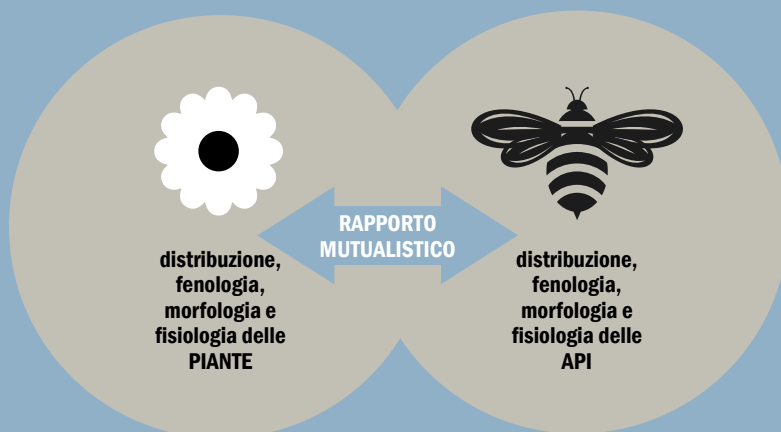 RAPPORTO
MUTUALISTICO
distribuzione,
fenologia,
morfologia e
fisiologia delle
PIANTE
distribuzione,
fenologia,
morfologia e
fisiologia delle
API